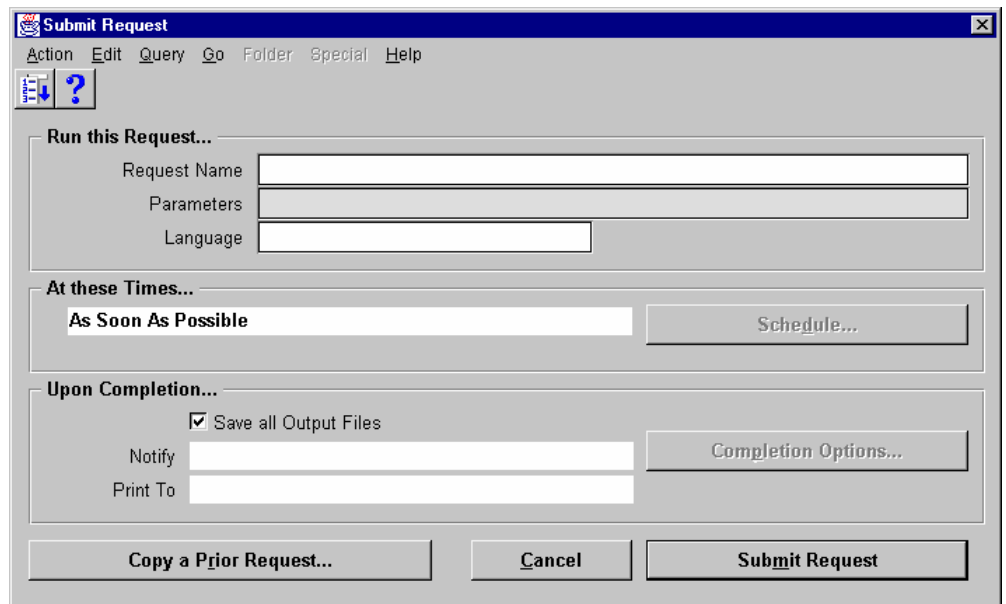 Submit Request
Action Edit Query Go Folder Special Help
Run this Request...
Request Name
Parameters
Language
At these Times...
As Soon As Possible
Schedule...
Upon Completion...
Save all Output Files
Notify
Completion Options...
Print To
Copy a Prior Request...
Cancel
Submit Request